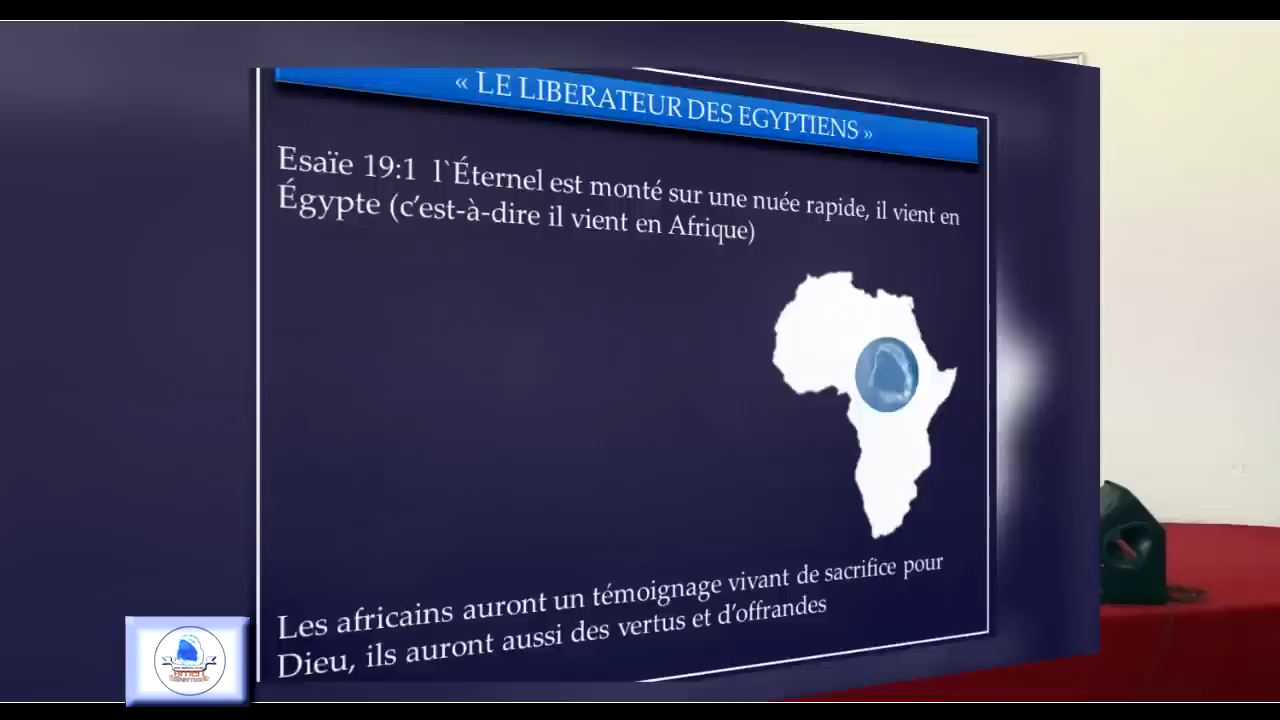 « LE LIBERATEUR DES EGYPTIENS »
Esaïe 19:1 l`Éternel est monté sur une nuée rapide, il vient en
Égypte (c’est-à-dire il vient en Afrique)
Les africains auront un témoignage vivant de sacrifice pour
Dieu, ils auront aussi des vertus et d’offrandes